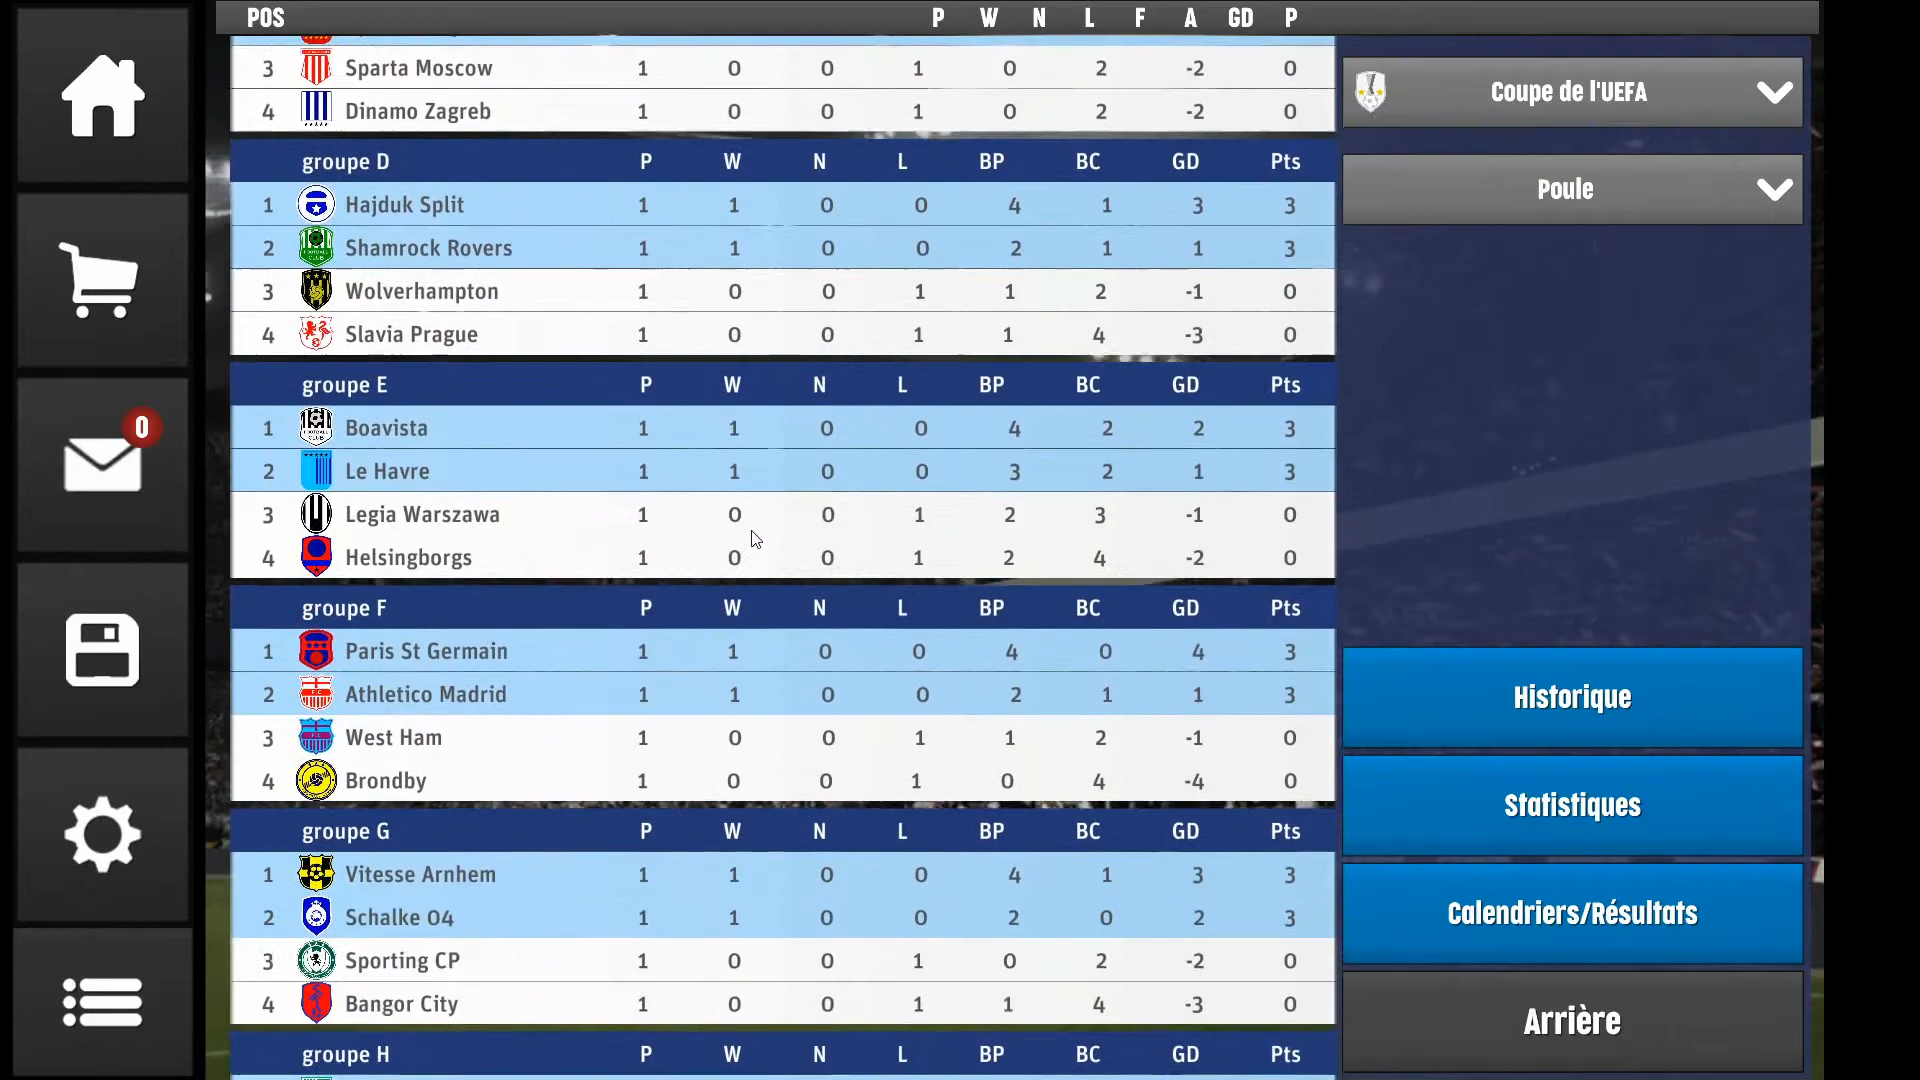 POS P W N L F A GD P
3 Sparta Moscow 1 0 0 1 0 2 -2 0
4 Dinamo Zagreb 1 0 0 1 0 2 -2 0
Coupe de l'UEFA
Poule
groupe D P W N L BP BC GD Pts
1 Hajduk Split 1 1 0 0 4 1 3 3
2 Shamrock Rovers 1 1 0 0 2 1 1 3
3 Wolverhampton 1 0 0 1 1 2 -1 0
4 Slavia Prague 1 0 0 1 1 4 -3 0
groupe E P W N L BP BC GD Pts
1 Boavista 1 1 0 0 4 2 2 3
2 Le Havre 1 1 0 0 3 2 1 3
3 Legia Warszawa 1 0 0 1 2 3 -1 0
4 Helsingborgs 1 0 0 1 2 4 -2 0
0
groupe F P W N L BP BC GD Pts
1 Paris St Germain 1 1 0 0 4 0 4 3
2 Athletico Madrid 1 1 0 0 2 1 1 3
3 West Ham 1 0 0 1 1 2 -1 0
4 Brondby 1 0 0 1 0 4 -4 0
groupe G P W N L BP BC GD Pts
1 Vitesse Arnhem 1 1 0 0 4 1 3 3
2 Schalke 04 1 1 0 0 2 0 2 3
3 Sporting CP 1 0 0 1 0 2 -2 0
4 Bangor City 1 0 0 1 1 4 -3 0
groupe H P W N L BP BC GD Pts
Historique
Statistiques
Calendriers/Résultats
Arrière